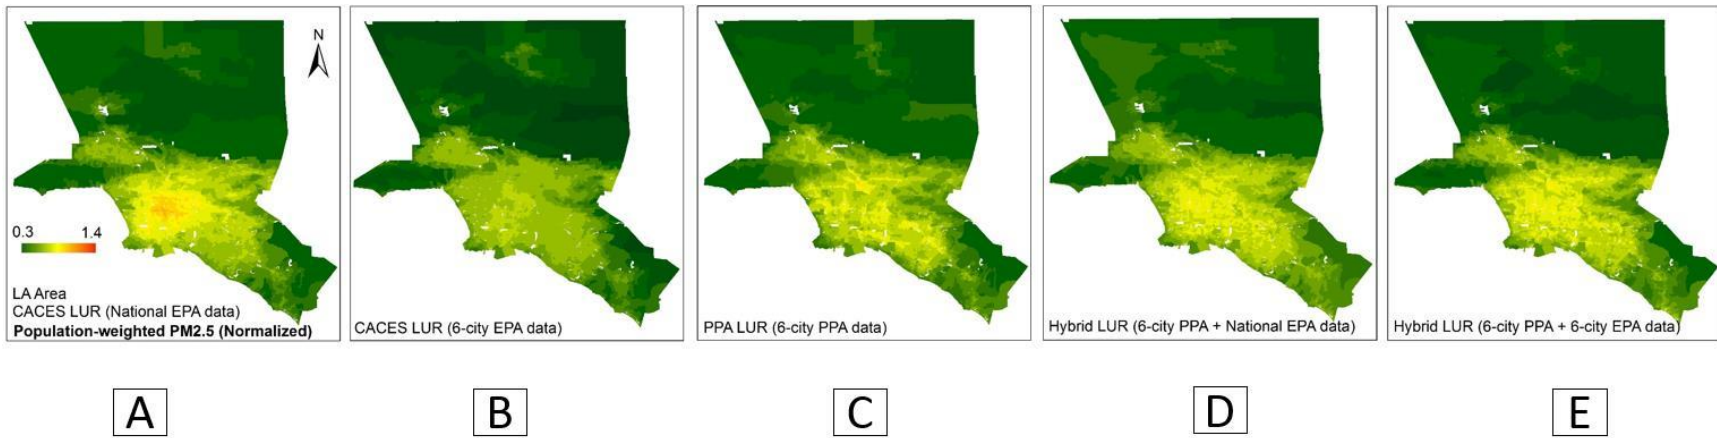 N
0.3 1.4
LA Area
CACES LUR (National EPA data)
Population-weighted PM2.5 (Normalized)
CACES LUR (6-city EPA data)
PPA LUR (6-city PPA data)
Hybrid LUR (6-city PPA + National EPA data)
Hybrid LUR (6-city PPA + 6-city EPA data)
A
B
C
D
E